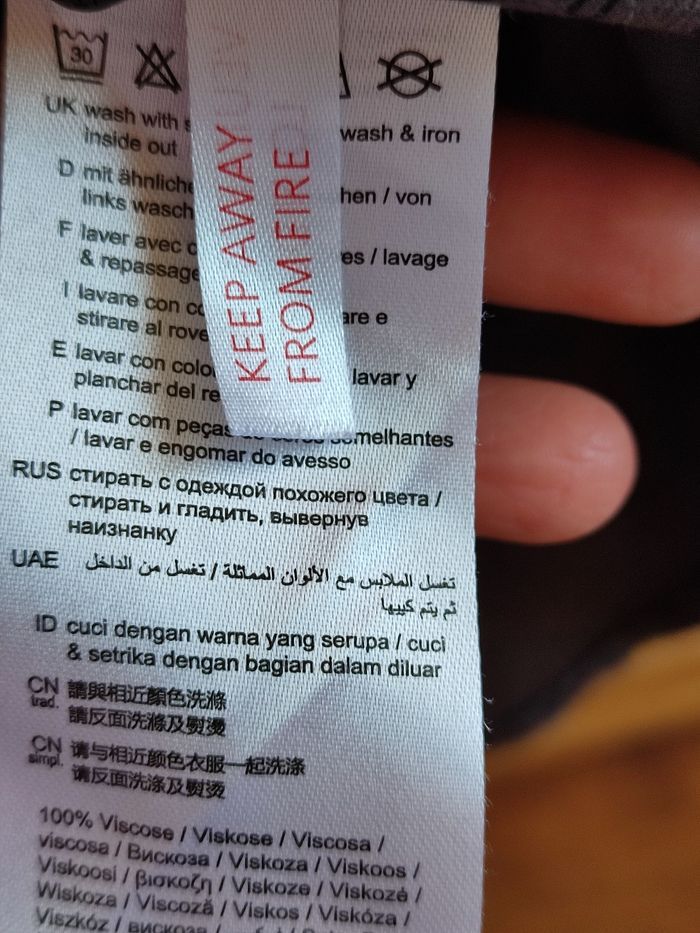 30
KEEP AWAY
FROM FIRE
UK wash with wash & iron
inside out
D mit ähnliche hen / von
links wasch
F laver avec c es / lavage
& repassage
I lavare con co are e
stirare al rove
E lavar con colo lavar y
planchar del re
P lavar com peças melhantes
/ lavar e engomar do avesso
RUS стирать с одеждой похожего цвета /
стирать и гладить, вывернув
наизнанку
UAE تغسل الملابس مع الألوان المماثلة / تغسل من الداخل
ثم يتم كيها
ID cuci dengan warna yang serupa / cuci
& setrika dengan bagian dalam diluar
CN trad. 請與相近顏色洗滌
請反面洗滌及熨燙
CN simpl. 请与相近颜色衣服一起洗涤
请反面洗涤及熨烫
100% Viscose / Viskose / Viscosa /
viscosa / Вискоза / Viskoza / Viskoos /
Viskoosi / βισκοζη / Viskoze / Viskozė /
Wiskoza / Viscoză / Viskos / Viskóza /
Viszkóz / вискоза /